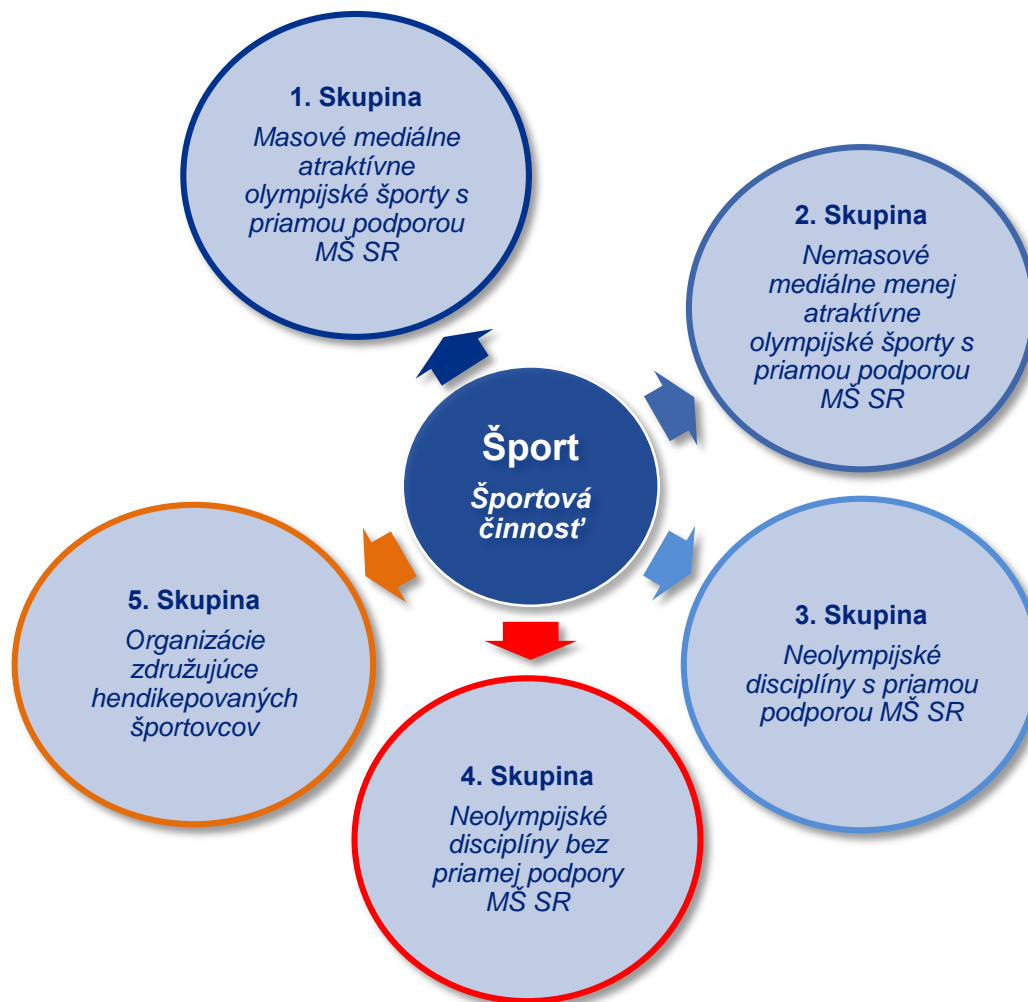 1. Skupina
Masové mediálne
atraktívne
olympijské športy s
priamou podporou
MŠ SR
2. Skupina
Nemasové
mediálne menej
atraktívne
olympijské športy s
priamou podporou
MŠ SR
Šport
Športová
činnosť
3. Skupina
Neolympijské
disciplíny s priamou
podporou MŠ SR
4. Skupina
Neolympijské
disciplíny bez
priamej podpory
MŠ SR
5. Skupina
Organizácie
združujúce
hendikepovaných
športovcov